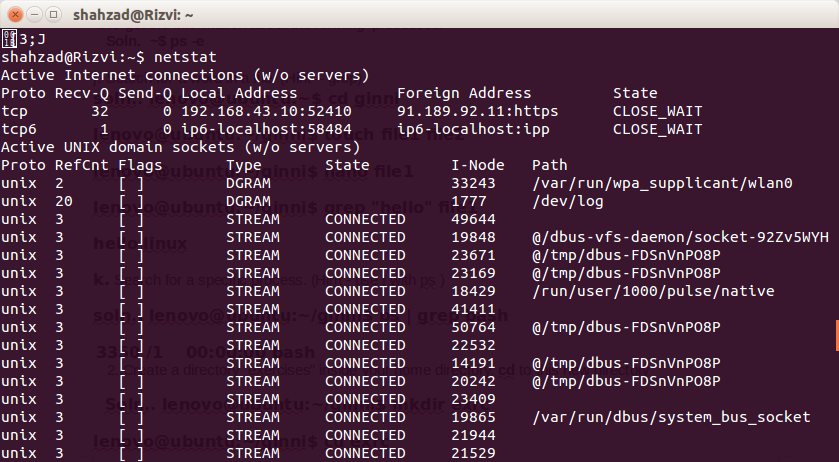 shahzad@Rizvi: ~
3;J
shahzad@Rizvi:~$ netstat
Active Internet connections (w/o servers)
Proto Recv-Q Send-Q Local Address Foreign Address State
tcp 32 0 192.168.43.10:52410 91.189.92.11:https CLOSE_WAIT
tcp6 1 0 ip6-localhost:58484 ip6-localhost:ipp CLOSE_WAIT
Active UNIX domain sockets (w/o servers)
Proto RefCnt Flags Type State I-Node Path
unix 2 [ ] DGRAM 33243 /var/run/wpa_supplicant/wlan0
unix 20 [ ] DGRAM 1777 /dev/log
unix 3 [ ] STREAM CONNECTED 49644
unix 3 [ ] STREAM CONNECTED 19848 @/dbus-vfs-daemon/socket-92Zv5WYH
unix 3 [ ] STREAM CONNECTED 23671 @/tmp/dbus-FDSnVnPO8P
unix 3 [ ] STREAM CONNECTED 23169 @/tmp/dbus-FDSnVnPO8P
unix 3 [ ] STREAM CONNECTED 18429 /run/user/1000/pulse/native
unix 3 [ ] STREAM CONNECTED 41411
unix 3 [ ] STREAM CONNECTED 50764 @/tmp/dbus-FDSnVnPO8P
unix 3 [ ] STREAM CONNECTED 22532
unix 3 [ ] STREAM CONNECTED 14191 @/tmp/dbus-FDSnVnPO8P
unix 3 [ ] STREAM CONNECTED 20242 @/tmp/dbus-FDSnVnPO8P
unix 3 [ ] STREAM CONNECTED 23409
unix 3 [ ] STREAM CONNECTED 19865 /var/run/dbus/system_bus_socket
unix 3 [ ] STREAM CONNECTED 21944
unix 3 [ ] STREAM CONNECTED 21529